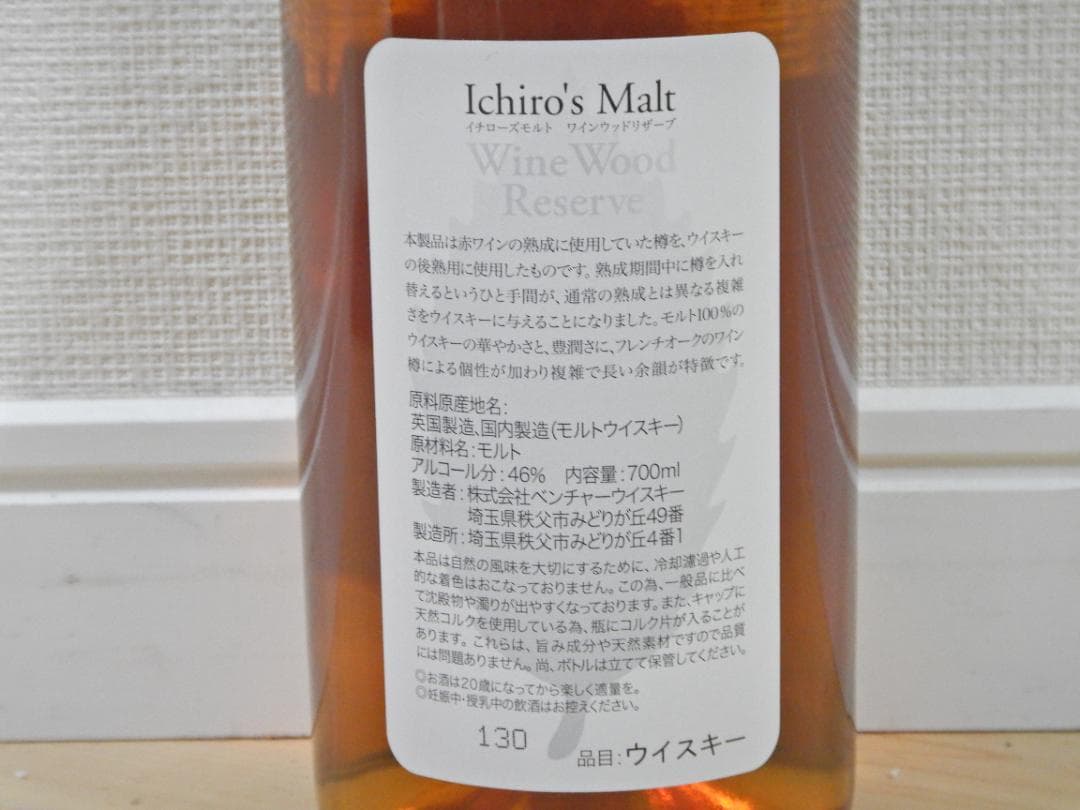 Ichiro's Malt
イチローズモルト ワインウッドリザーブ
Wine Wood
Reserve
本製品は赤ワインの熟成に使用していた樽を、ウイスキー
の後熟用に使用したものです。熟成期間中に樽を入れ
替えるというひと手間が、通常の熟成とは異なる複雑
さをウイスキーに与えることになりました。モルト100%の
ウイスキーの華やかさと、豊潤さに、フレンチオークのワイン
樽による個性が加わり複雑で長い余韻が特徴です。
原料原産地名:
英国製造、国内製造(モルトウイスキー)
原材料名:モルト
アルコール分:46% 内容量:700ml
製造者:株式会社ベンチャーウイスキー
埼玉県秩父市みどりが丘49番
製造所:埼玉県秩父市みどりが丘4番1
本品は自然の風味を大切にするために、冷却濾過や人工
的な着色はおこなっておりません。この為、一般品に比べ
て沈殿物や濁りが出やすくなっております。また、キャップに
天然コルクを使用している為、瓶にコルク片が入ることが
あります。これらは、旨み成分や天然素材ですので品質
には問題ありません。尚、ボトルは立てて保管してください。
◎お酒は20歳になってから楽しく適量を。
◎妊娠中・授乳中の飲酒はお控えください。
130
品目:ウイスキー